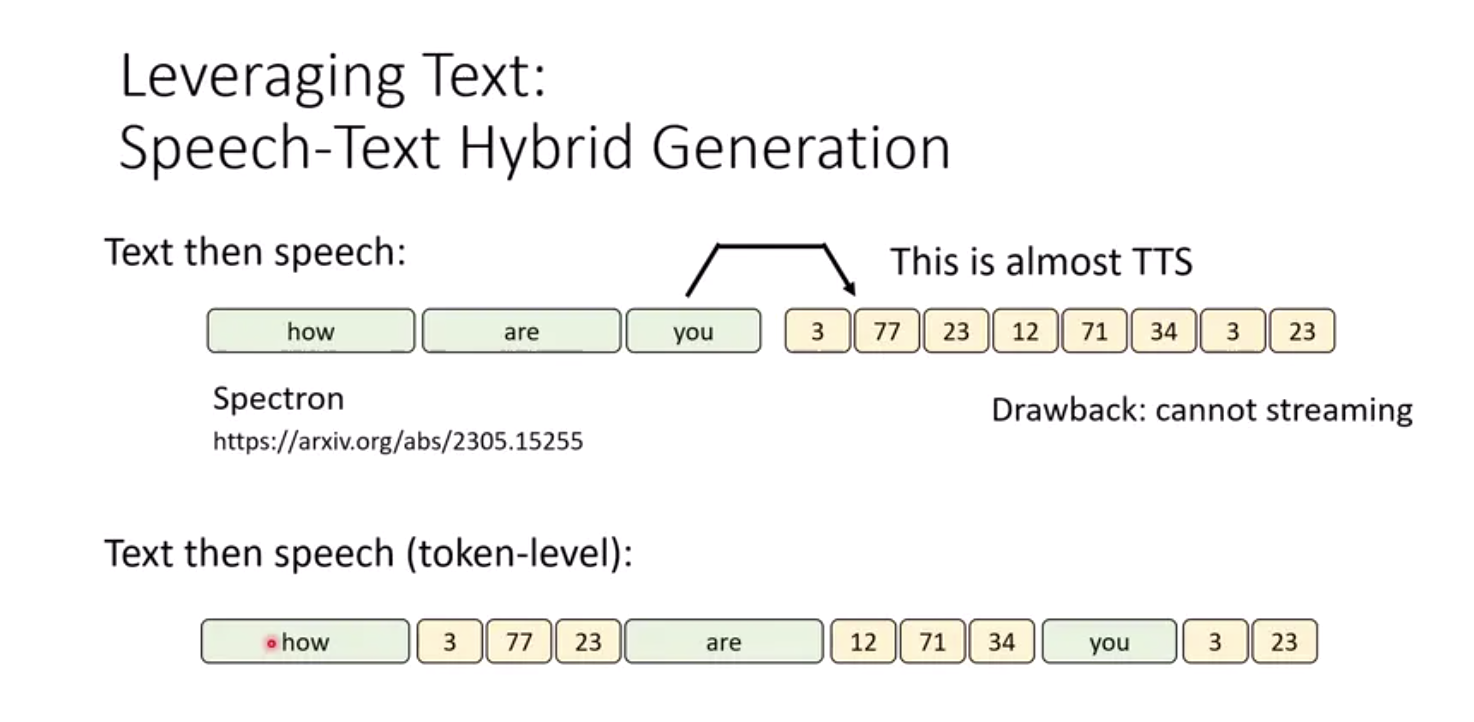 Leveraging Text:
Speech-Text Hybrid Generation
Text then speech:
This is almost TTS
how are you 3 77 23 12 71 34 3 23
Spectron
https://arxiv.org/abs/2305.15255
Drawback: cannot streaming
Text then speech (token-level):
how 3 77 23 are 12 71 34 you 3 23